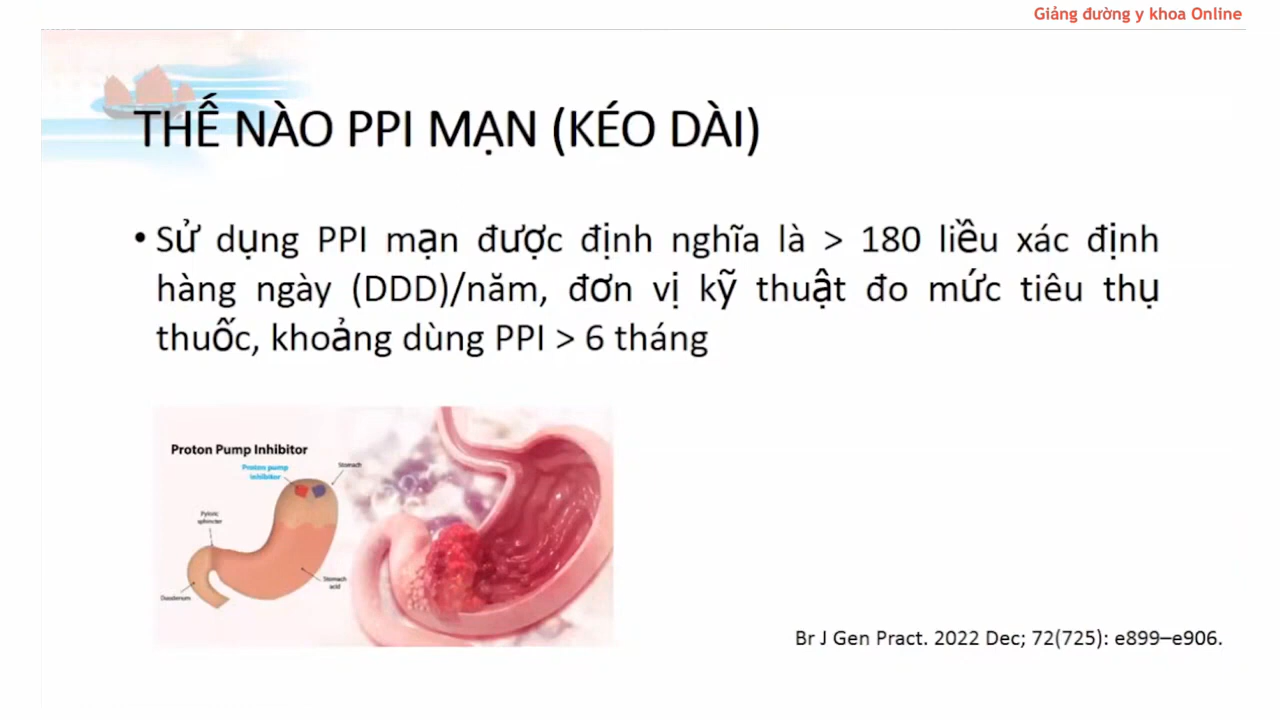 Giảng đường y khoa Online
THẾ NÀO PPI MẠN (KÉO DÀI)
• Sử dụng PPI mạn được định nghĩa là > 180 liều xác định
hàng ngày (DDD)/năm, đơn vị kỹ thuật đo mức tiêu thụ
thuốc, khoảng dùng PPI > 6 tháng
Proton Pump Inhibitor
Proton pump
inhibitor
Stomach
Pyloric
sphincter
Stomach
acid
Duodenum
Br J Gen Pract. 2022 Dec; 72(725): e899–e906.